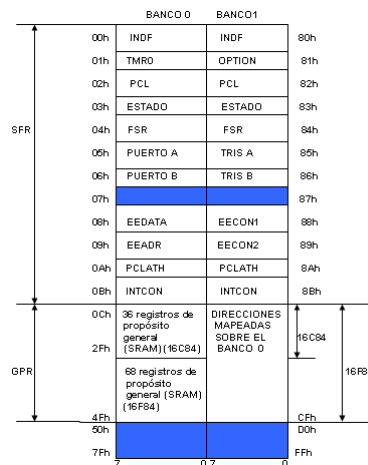 BANCO 0 BANCO1
00h INDF INDF 80h
01h TMR0 OPTION 81h
02h PCL PCL 82h
03h ESTADO ESTADO 83h
SFR 04h FSR FSR 84h
05h PUERTO A TRIS A 85h
06h PUERTO B TRIS B 86h
07h 87h
08h EEDATA EECON1 88h
09h EEADR EECON2 89h
0Ah PCLATH PCLATH 8Ah
0Bh INTCON INTCON 8Bh
0Ch 36 registros de DIRECCIONES
propósito MAPEADAS
general SOBRE EL 16C84
2Fh (SRAM)(16C84) BANCO 0
GPR 68 registros de 16F8
propósito
general (SRAM)
(16F84)
4Fh CFh
50h D0h
7Fh FFh
7 0 7 0